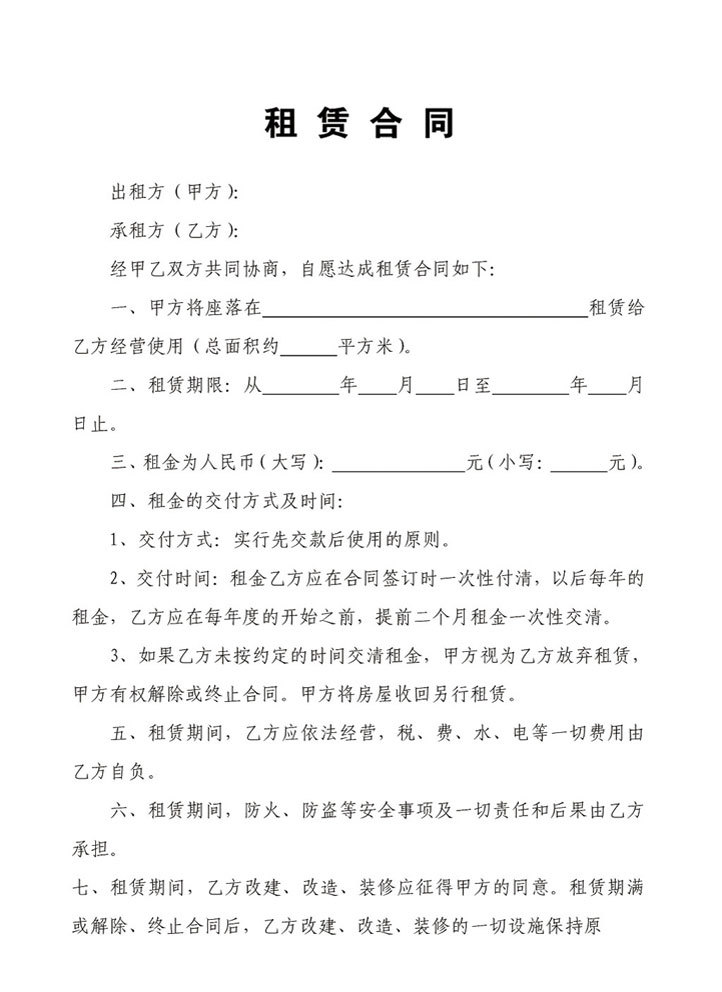 租赁合同
出租方（甲方）：
承租方（乙方）：
经甲乙双方共同协商，自愿达成租赁合同如下：
一、甲方将座落在____________________________________租赁给
乙方经营使用（总面积约______平方米）。
二、租赁期限：从________年____月____日至________年____月
日止。
三、租金为人民币（大写）：______________元（小写：______元）。
四、租金的交付方式及时间：
1、交付方式：实行先交款后使用的原则。
2、交付时间：租金乙方应在合同签订时一次性付清，以后每年的
租金，乙方应在每年度的开始之前，提前二个月租金一次性交清。
3、如果乙方未按约定的时间交清租金，甲方视为乙方放弃租赁，
甲方有权解除或终止合同。甲方将房屋收回另行租赁。
五、租赁期间，乙方应依法经营，税、费、水、电等一切费用由
乙方自负。
六、租赁期间，防火、防盗等安全事项及一切责任和后果由乙方
承担。
七、租赁期间，乙方改建、改造、装修应征得甲方的同意。租赁期满
或解除、终止合同后，乙方改建、改造、装修的一切设施保持原